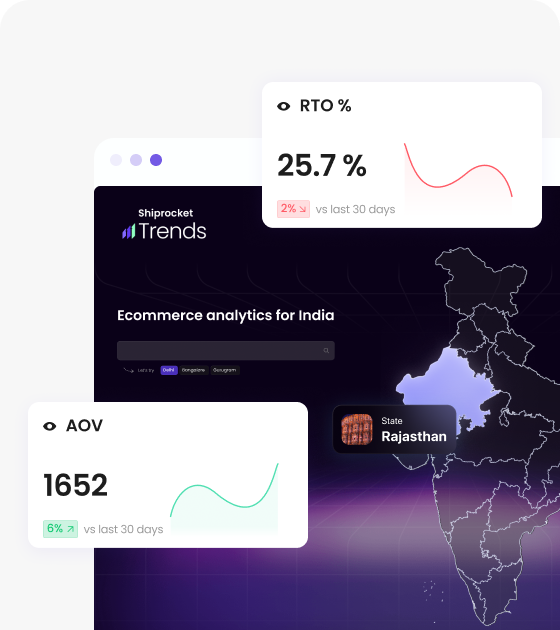 RTO %
25.7 %
2% ↘ vs last 30 days
Shiprocket
Trends
Ecommerce analytics for India
Let's try Delhi Bangalore Gurugram
State
Rajasthan
AOV
1652
6% ↗ vs last 30 days